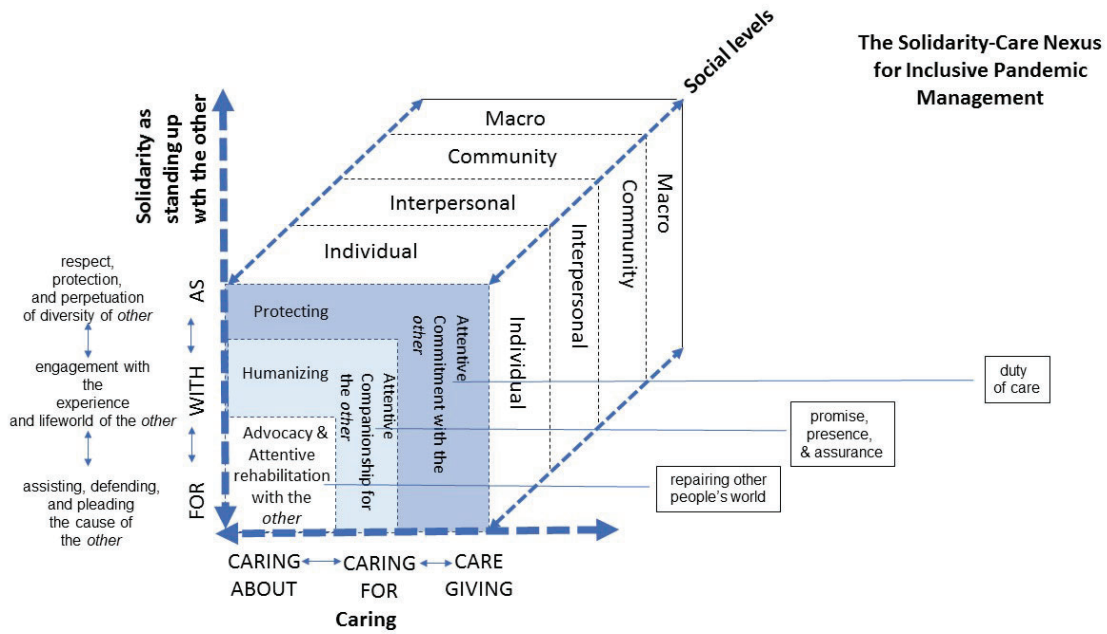 The Solidarity-Care Nexus
for Inclusive Pandemic
Management
Social levels
Solidarity as
standing up
wth the other
Macro
Community
Interpersonal
Individual
Macro
Community
Interpersonal
Individual
respect,
protection,
and perpetuation
of diversity of other
AS
engagement with
the
experience
and lifeworld of the other
WITH
assisting, defending,
and pleading
the cause of
the other
FOR
Protecting
Attentive
Commitment with the
other
Humanizing
Attentive
Companionship for
the other
Advocacy &
Attentive
rehabilitation
with the
other
duty
of care
promise,
presence,
& assurance
repairing other
people's world
CARING
ABOUT
CARING
FOR
CARE
GIVING
Caring